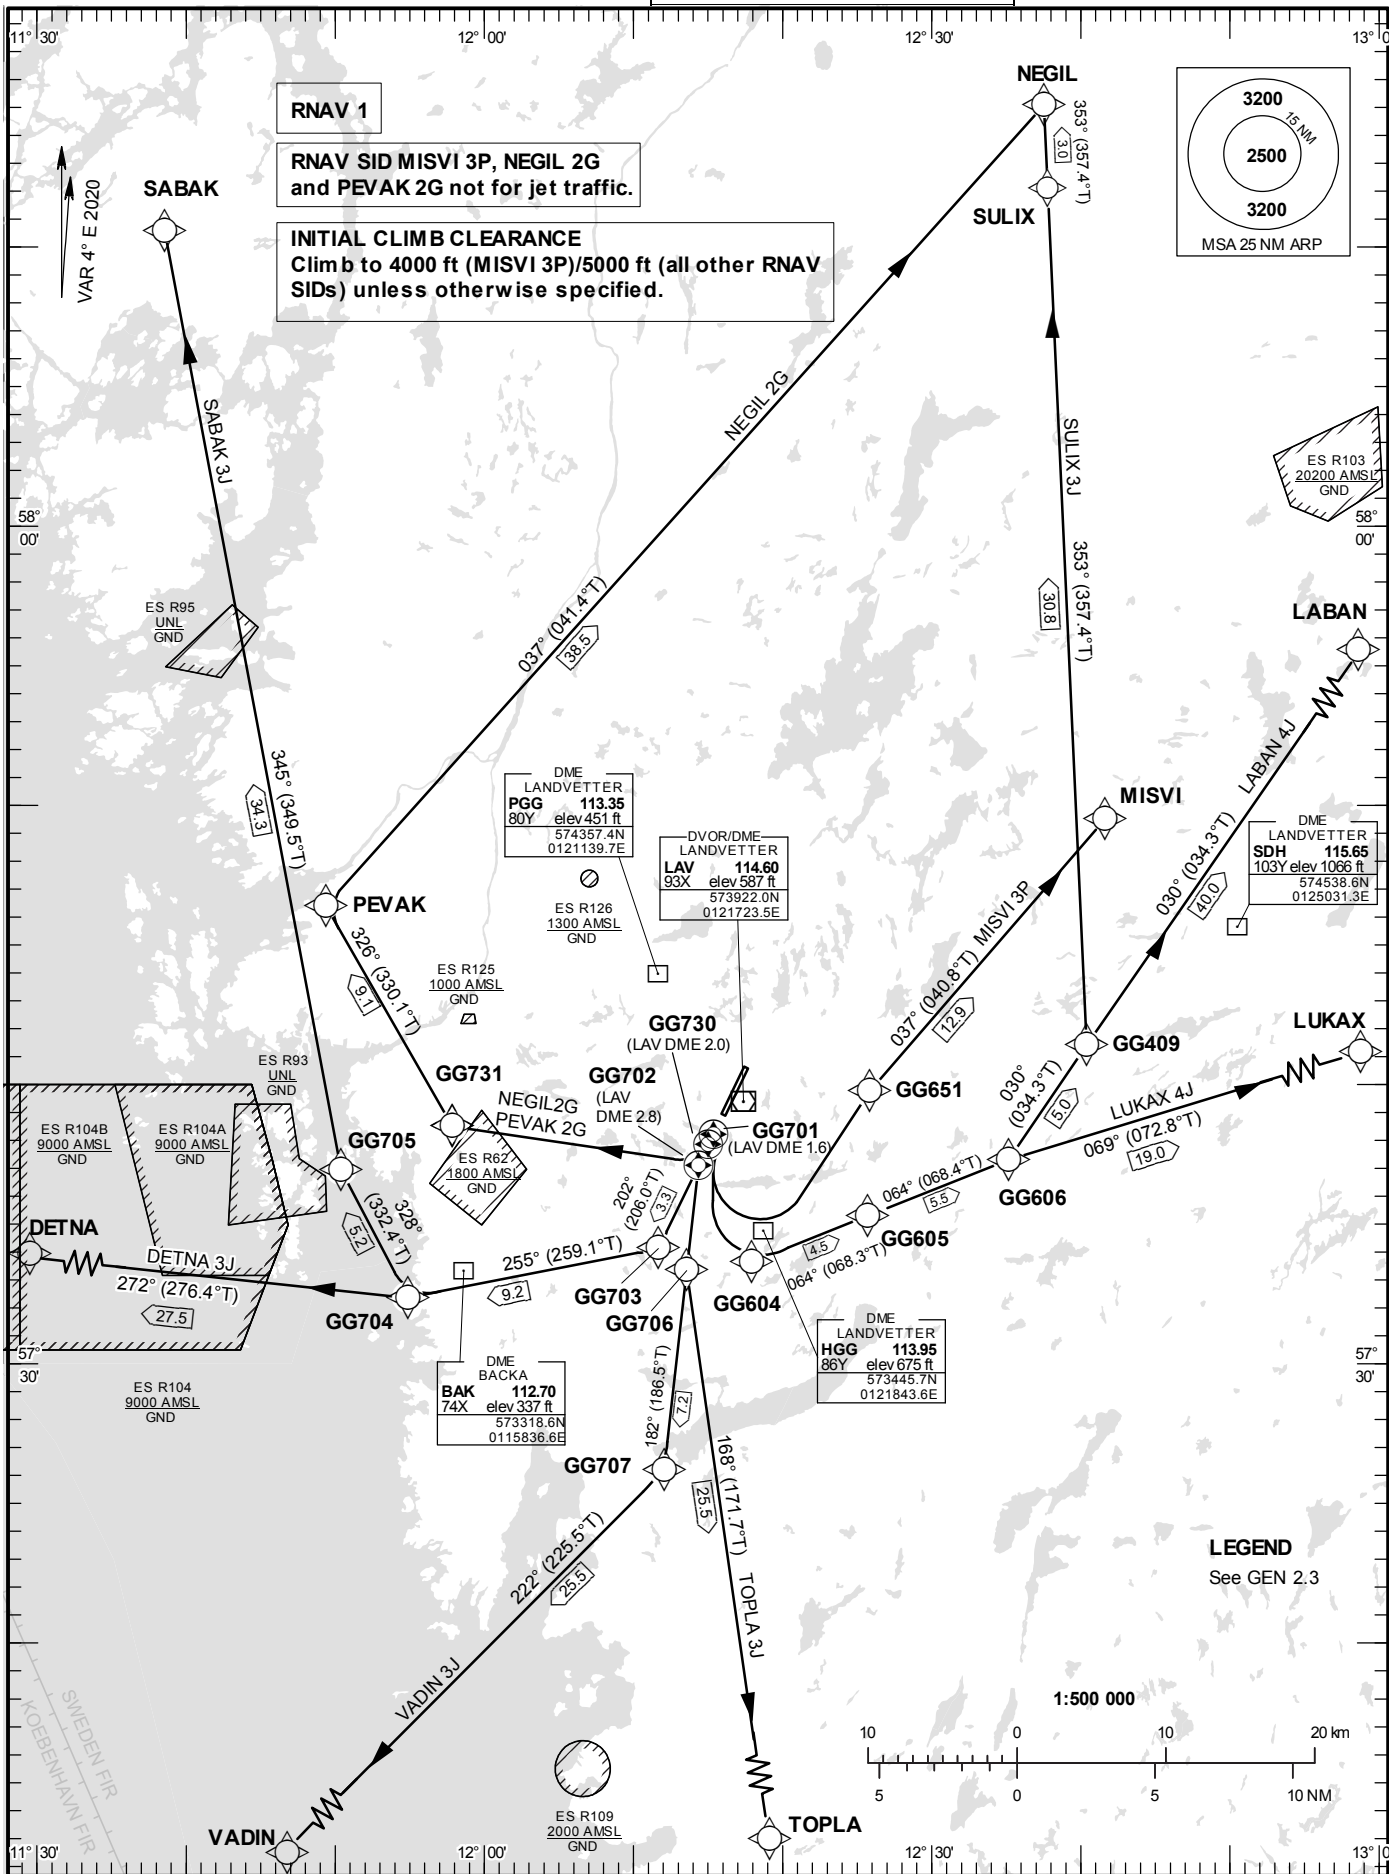 11° 30'
12° 00'
12° 30'
13° 0
RNAV 1
RNAV SID MISVI 3P, NEGIL 2G
and PEVAK 2G not for jet traffic.
INITIAL CLIMB CLEARANCE
Climb to 4000 ft (MISVI 3P)/5000 ft (all other RNAV
SIDs) unless otherwise specified.
VAR 4° E 2020
SABAK
NEGIL
353° (357.4°T)
3.0
SULIX
3200
15 NM
2500
3200
MSA 25 NM ARP
SABAK 3J
NEGIL 2G
SULIX 3J
ES R103
20200 AMSL
GND
58°
00'
58°
00'
ES R95
UNL
GND
037° (041.4°T)
38.5
353° (357.4°T)
30.8
LABAN
345° (349.5°T)
34.3
LABAN 4J
030° (034.3°T)
40.0
DME
LANDVETTER
PGG 113.35
80Y elev 451 ft
574357.4N
0121139.7E
DVOR/DME
LANDVETTER
LAV 114.60
93X elev 587 ft
573922.0N
0121723.5E
MISVI
DME
LANDVETTER
SDH 115.65
103Y elev 1066 ft
574538.6N
0125031.3E
PEVAK
ES R126
1300 AMSL
GND
326° (330.1°T)
9.1
ES R125
1000 AMSL
GND
MISVI 3P
037° (040.8°T)
12.9
GG730
(LAV DME 2.0)
GG409
LUKAX
ES R93
UNL
GND
GG731
GG702
(LAV
DME 2.8)
GG651
030°
(034.3°T)
5.0
NEGIL2G
PEVAK 2G
GG701
(LAV DME 1.6)
LUKAX 4J
069° (072.8°T)
19.0
ES R104B
9000 AMSL
GND
ES R104A
9000 AMSL
GND
GG705
ES R62
1800 AMSL
GND
202°
(206.0°T)
3.3
064° (068.4°T)
5.5
GG606
DETNA
328°
(332.4°T)
5.2
GG605
DETNA 3J
272° (276.4°T)
27.5
255° (259.1°T)
9.2
4.5
064° (068.3°T)
GG704
GG703
GG706
GG604
57°
30'
57°
30'
ES R104
9000 AMSL
GND
DME
BACKA
BAK 112.70
74X elev 337 ft
573318.6N
0115836.6E
DME
LANDVETTER
HGG 113.95
86Y elev 675 ft
573445.7N
0121843.6E
182° (186.5°T)
7.2
GG707
168° (171.7°T)
25.5
TOPLA 3J
222° (225.5°T)
25.5
LEGEND
See GEN 2.3
VADIN 3J
SWEDEN FIR
KOEBENHAVN FIR
1:500 000
10 0 10 20 km
5 0 5 10 NM
ES R109
2000 AMSL
GND
VADIN
TOPLA
11° 30'
12° 00'
12° 30'
13° 0